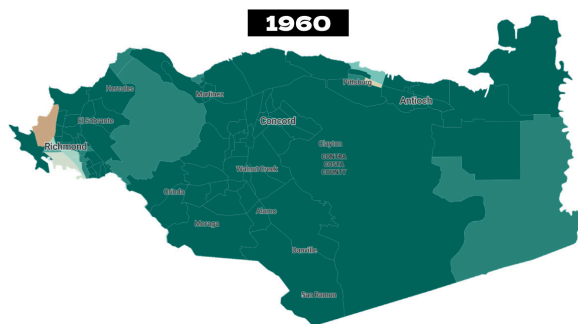 1960
Hercules
Martinez
Pittsburg
Antioch
El Sobrante
Concord
Richmond
Clayton
CONTRA
COSTA
COUNTY
Walnut Creek
Orinda
Alamo
Moraga
Danville
San Ramon